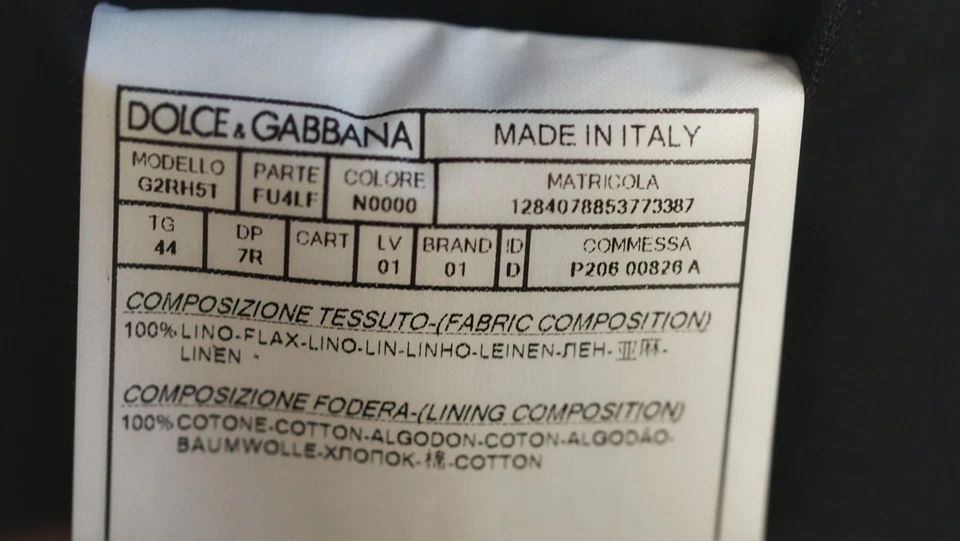 DOLCE & GABBANA MADE IN ITALY
MODELLO PARTE COLORE MATRICOLA
G2RH5T FU4LF N0000 1284078853773387
TG DP CART LV BRAND ID COMMESSA
44 7R 01 01 D P206 00826 A
COMPOSIZIONE TESSUTO-(FABRIC COMPOSITION)
100% LINO-FLAX-LINO-LIN-LINHO-LEINEN-ЛЕН-亚麻-
LINEN -
COMPOSIZIONE FODERA-(LINING COMPOSITION)
100% COTONE-COTTON-ALGODON-COTON-ALGODÃO-
BAUMWOLLE-ХЛОПОК-棉-COTTON